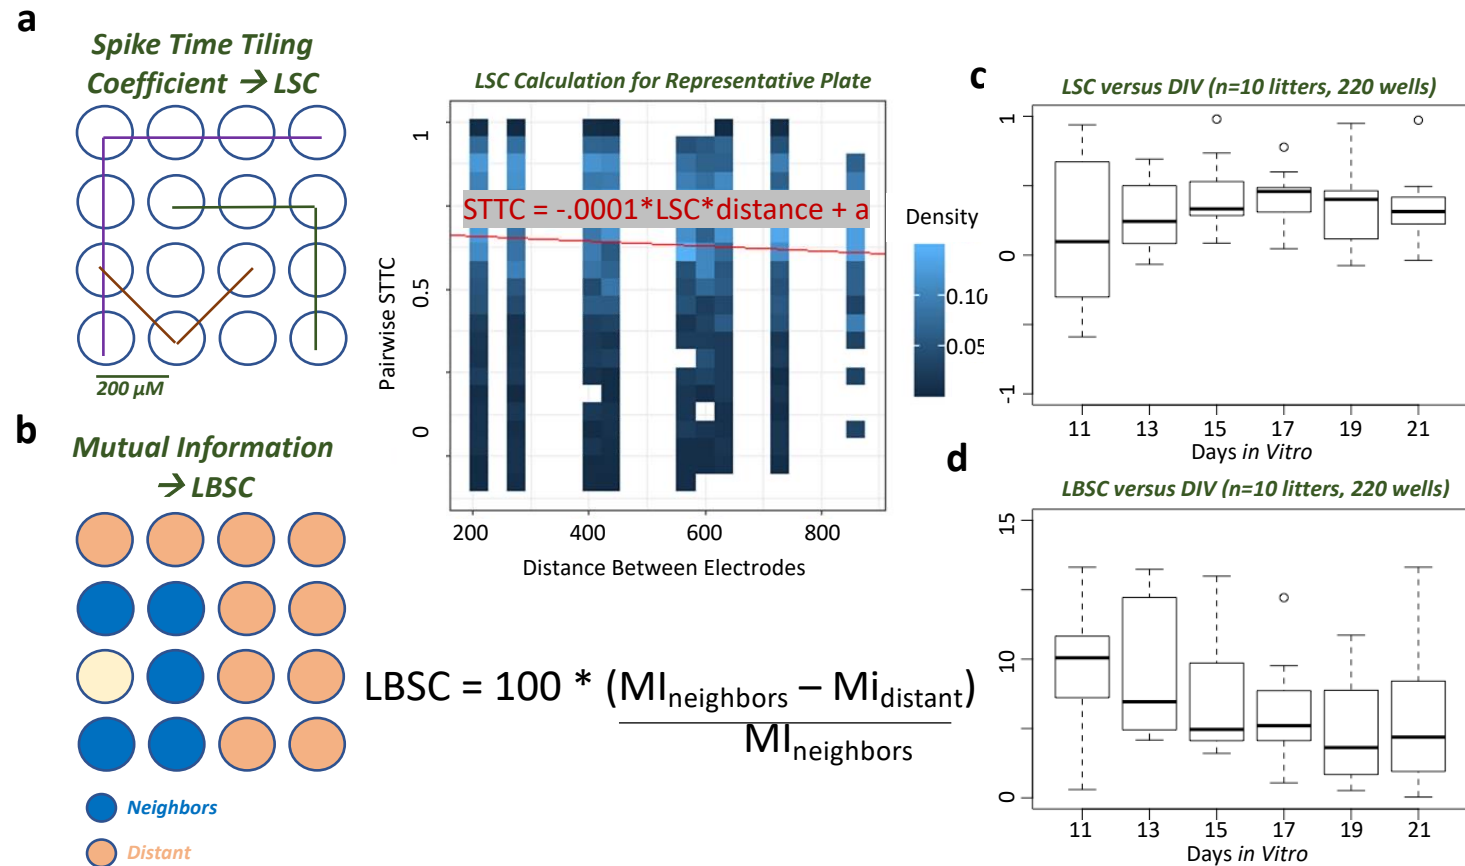 a
Spike Time Tiling
Coefficient → LSC
200 µM
LSC Calculation for Representative Plate
STTC = -.0001*LSC*distance + a
Pairwise STTC
1
0.5
0
200 400 600 800
Distance Between Electrodes
Density
0.10
0.05
b
Mutual Information
→ LBSC
Neighbors
Distant
LBSC = 100 * (MIneighbors – Midistant)
MIneighbors
c
LSC versus DIV (n=10 litters, 220 wells)
1
0
-1
11 13 15 17 19 21
Days in Vitro
d
LBSC versus DIV (n=10 litters, 220 wells)
15
10
0
11 13 15 17 19 21
Days in Vitro